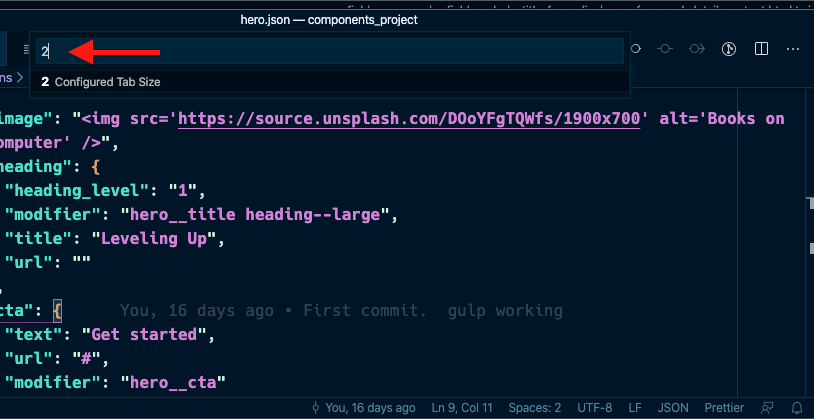 hero.json — components_project
2
ns >
2 Configured Tab Size
image": "<img src='https://source.unsplash.com/DOoYFgTQWfs/1900x700' alt='Books on
omputer' />",
heading": {
"heading_level": "1",
"modifier": "hero__title heading--large",
"title": "Leveling Up",
"url": ""
,
cta": { You, 16 days ago • First commit. gulp working
"text": "Get started",
"url": "#",
"modifier": "hero__cta"
You, 16 days ago Ln 9, Col 11 Spaces: 2 UTF-8 LF JSON Prettier